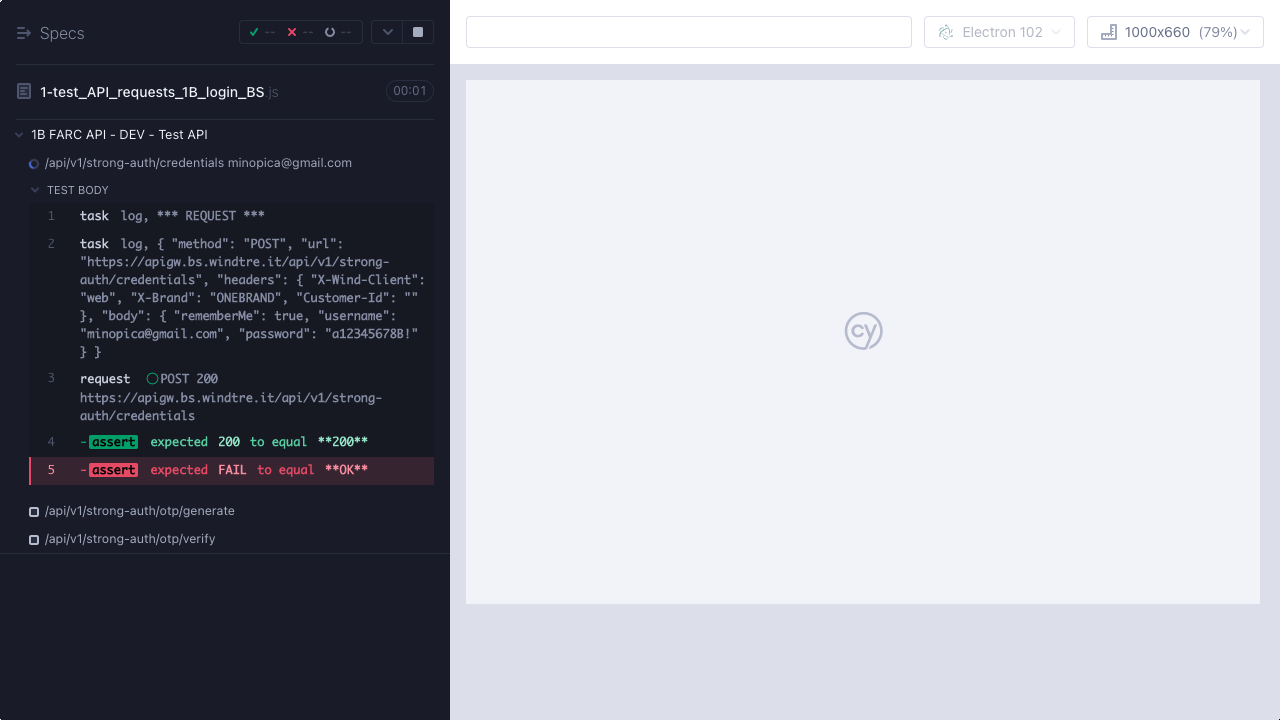 Specs
--
--
--
1-test_API_requests_1B_login_BS.js
00:01
1B FARC API - DEV - Test API
/api/v1/strong-auth/credentials minopica@gmail.com
TEST BODY
1 task log, *** REQUEST ***
2 task log, { "method": "POST", "url":
"https://apigw.bs.windtre.it/api/v1/strong-
auth/credentials", "headers": { "X-Wind-Client":
"web", "X-Brand": "ONEBRAND", "Customer-Id": ""
}, "body": { "rememberMe": true, "username":
"minopica@gmail.com", "password": "a12345678B!"
} }
3 request POST 200
https://apigw.bs.windtre.it/api/v1/strong-
auth/credentials
4 -assert expected 200 to equal **200**
5 -assert expected FAIL to equal **OK**
/api/v1/strong-auth/otp/generate
/api/v1/strong-auth/otp/verify
Electron 102
1000x660 (79%)
cy